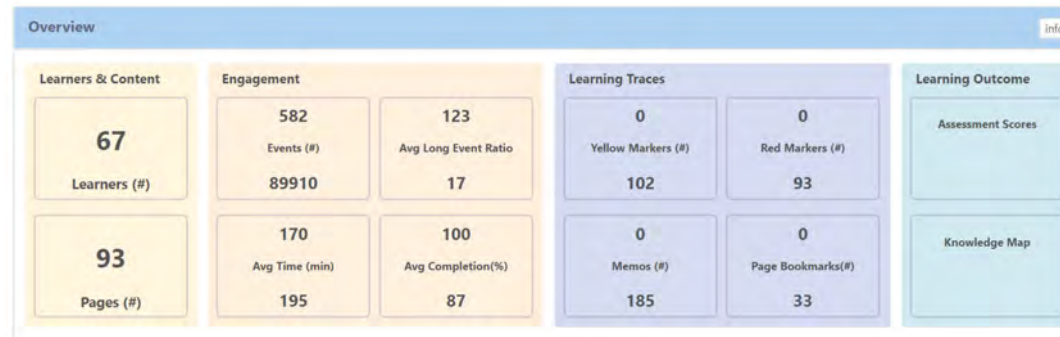 Overview
info
Learners & Content
67
Learners (#)
93
Pages (#)
Engagement
582
Events (#)
89910
123
Avg Long Event Ratio
17
170
Avg Time (min)
195
100
Avg Completion(%)
87
Learning Traces
0
Yellow Markers (#)
102
0
Red Markers (#)
93
0
Memos (#)
185
0
Page Bookmarks(#)
33
Learning Outcome
Assessment Scores
Knowledge Map